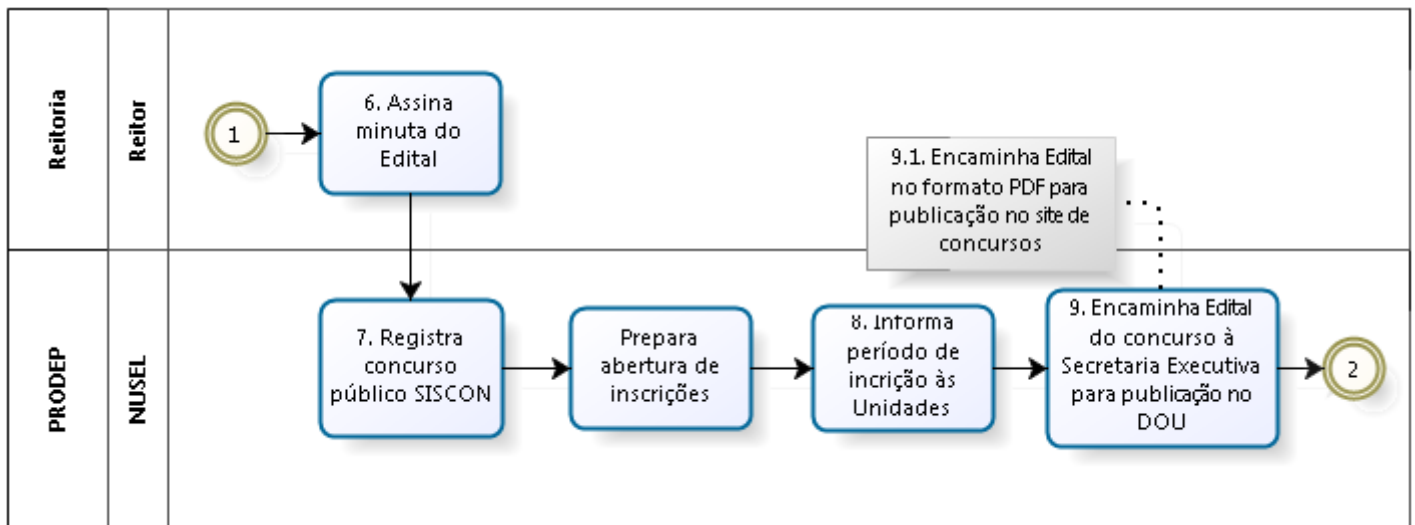 Reitoria
Reitor
1
6. Assina
minuta do
Edital
9.1. Encaminha Edital
no formato PDF para
publicação no site de
concursos
PRODEP
NUSEL
7. Registra
concurso
público SISCON
Prepara
abertura de
inscrições
8. Informa
período de
incrição às
Unidades
9. Encaminha Edital
do concurso à
Secretaria Executiva
para publicação no
DOU
2